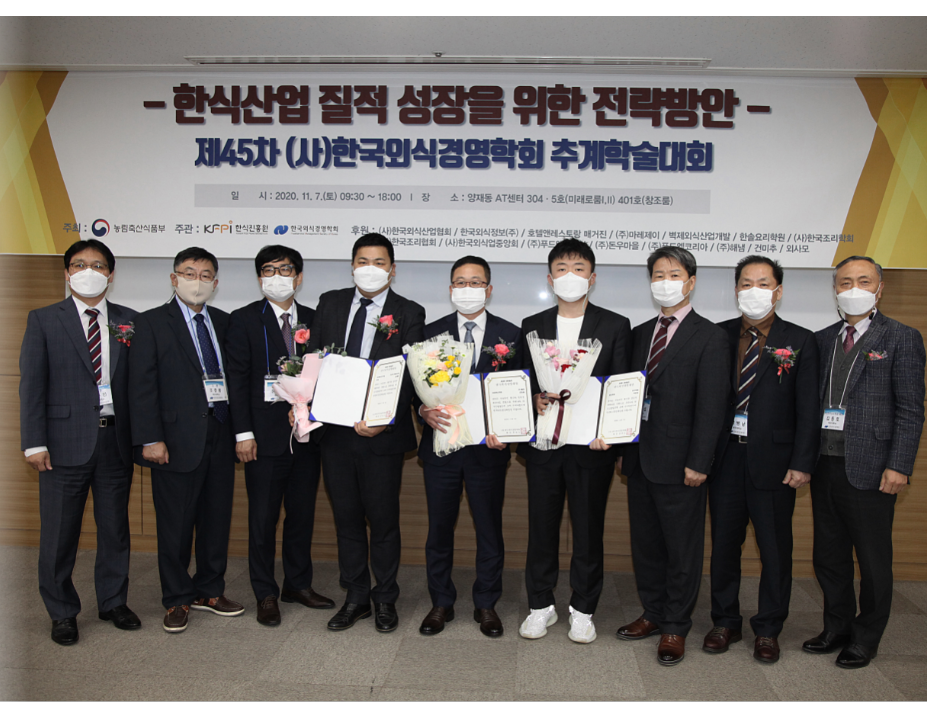 - 한식산업 질적 성장을 위한 전략방안 -
제45차 (사)한국외식경영학회 추계학술대회
일 시 : 2020. 11. 7.(토) 09:30 ~ 18:00 I 장 소 : 양재동 AT센터 304 · 5호(미래로룸I,II) 401호(창조룸)
주최 : 농림축산식품부 주관 : KFPi 한식진흥원 한국외식경영학회
후원 : (사)한국외식산업협회 / 한국외식정보(주) / 호텔앤레스토랑 매거진 / (주)마레제이 / 백제외식산업개발 / 한솔요리학원 / (사)한국조리학회
한국조리협회 / (사)한국외식업중앙회 / (주)푸드 / (주)돈우마을 / 코리아 / (주)해냄 / 건미추 / 외사모